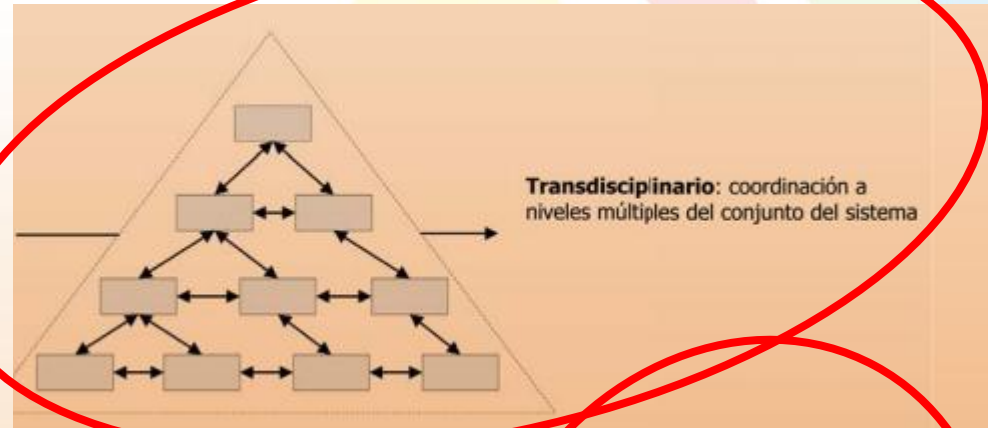 Transdisciplinario: coordinación a
niveles múltiples del conjunto del sistema